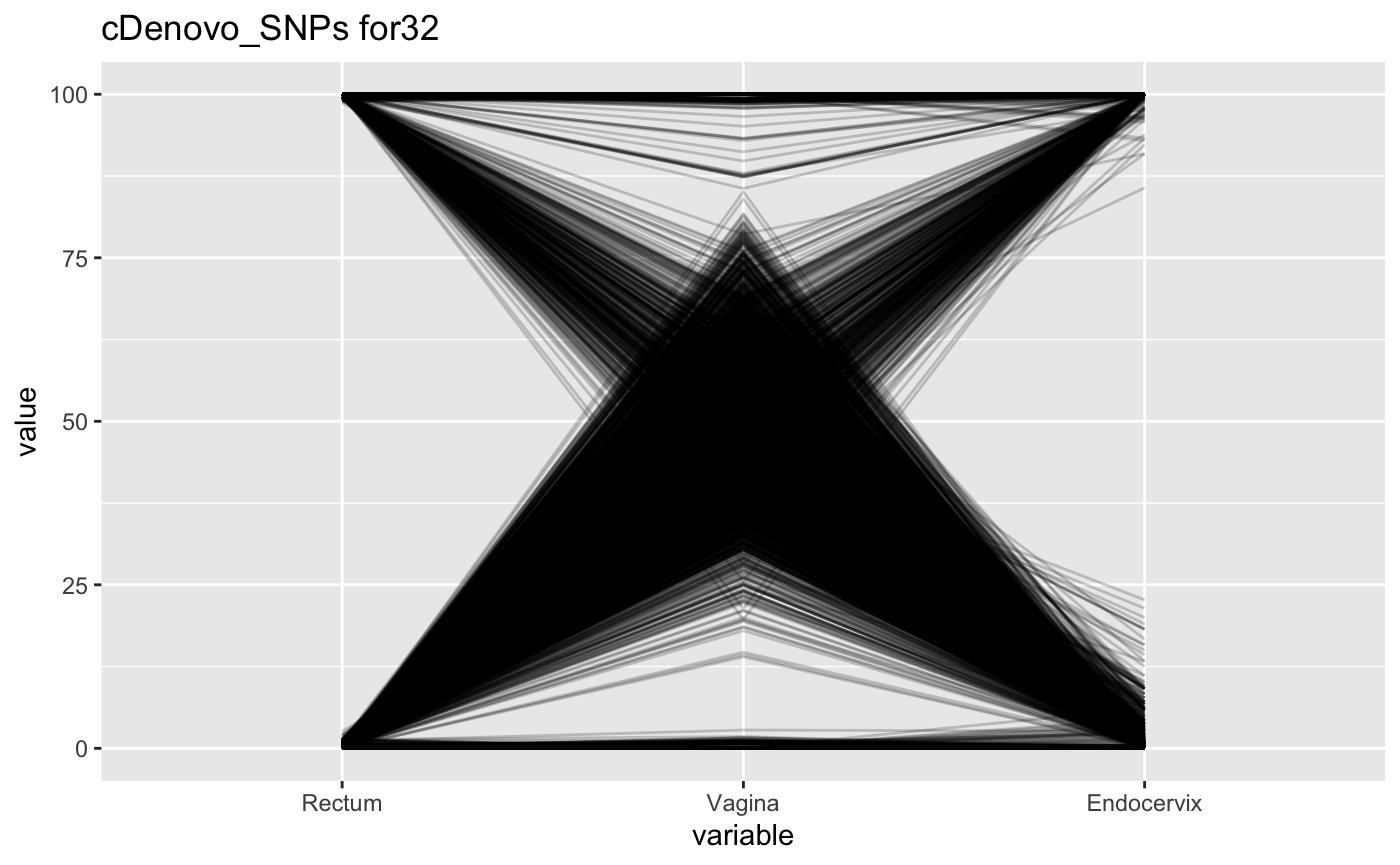 cDenovo_SNPs for32
100
75
50
25
0
value
Rectum
Vagina
Endocervix
variable